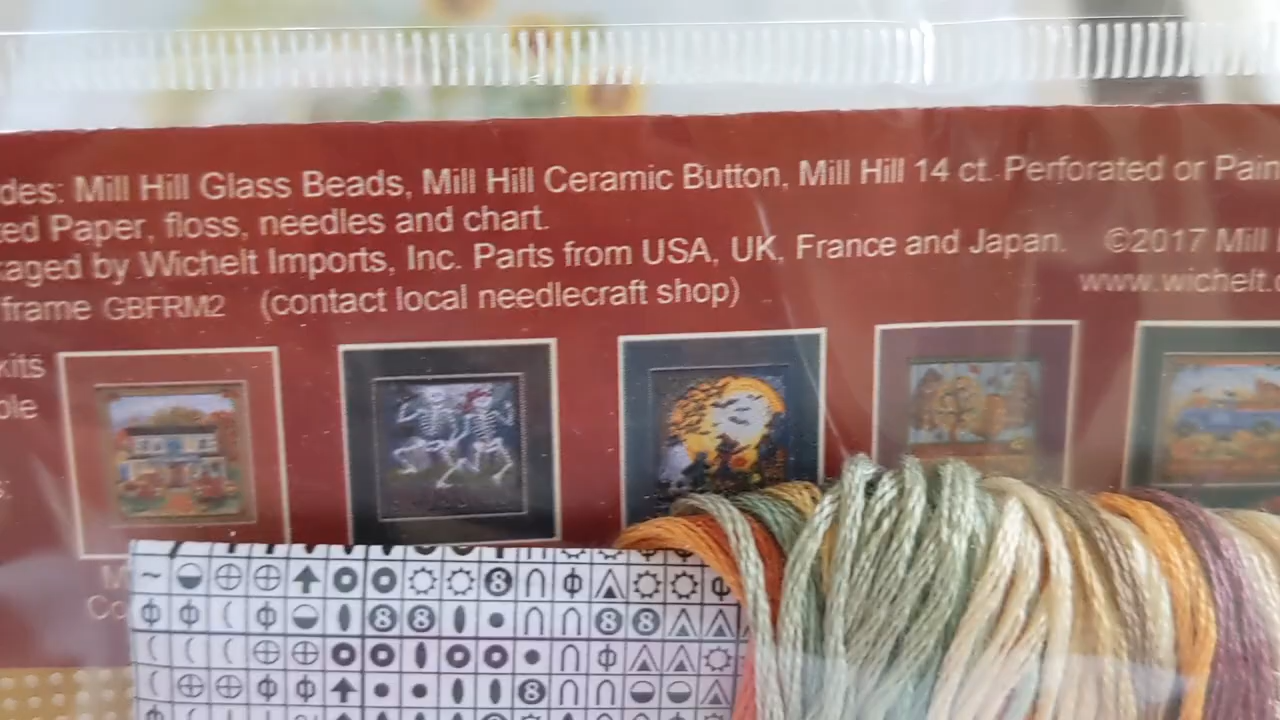 des: Mill Hill Glass Beads, Mill Hill Ceramic Button, Mill Hill 14 ct. Perforated or Pain
ed Paper, floss, needles and chart.
aged by Wichelt Imports, Inc. Parts from USA, UK, France and Japan. ©2017 Mill
frame GBFRM2 (contact local needlecraft shop)
www.wichelt.
kits
ble
M
Co